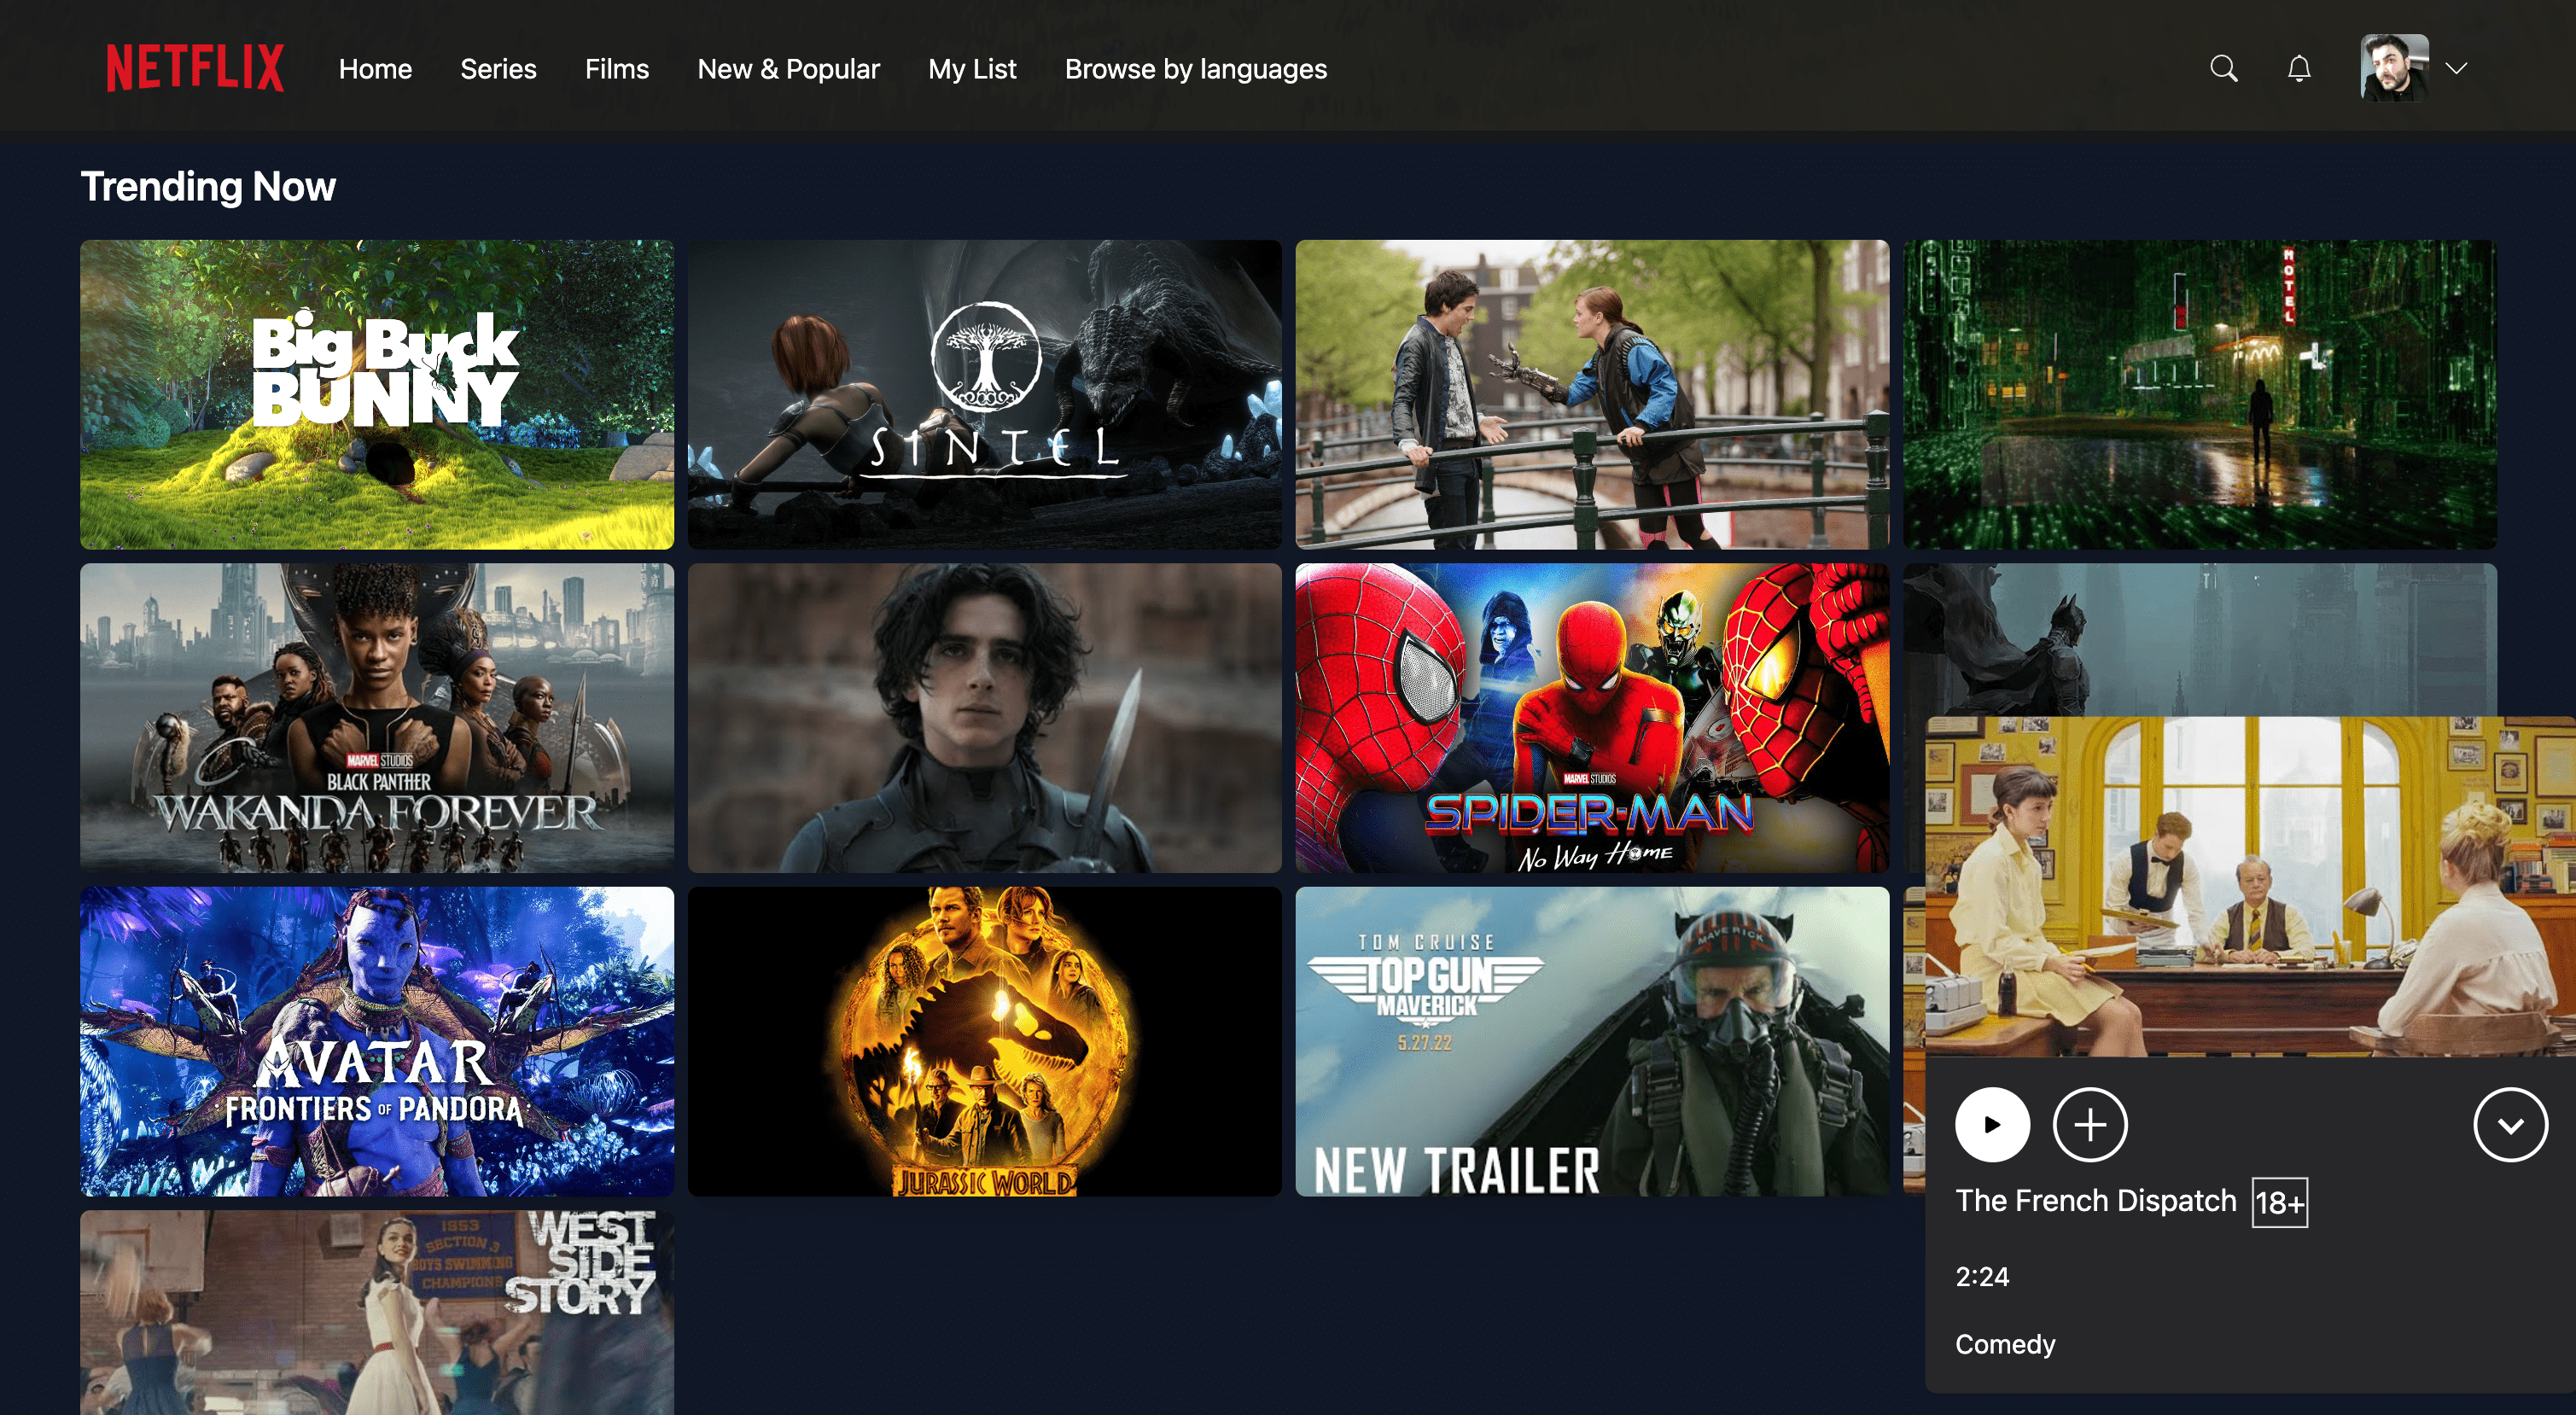 NETFLIX
Home
Series
Films
New & Popular
My List
Browse by languages
Trending Now
Big Buck
BUNNY
SINTEL
HOTEL
MARVEL STUDIOS
BLACK PANTHER
WAKANDA FOREVER
MARVEL STUDIOS
SPIDER-MAN
No Way Home
AVATAR
FRONTIERS OF PANDORA
JURASSIC WORLD
TOM CRUISE
TOP GUN
MAVERICK
5.27.22
MAVERICK
NEW TRAILER
The French Dispatch
18+
2:24
Comedy
1953
SECTION 3
BOYS SWIMMING
CHAMPIONS
WEST
SIDE
STORY